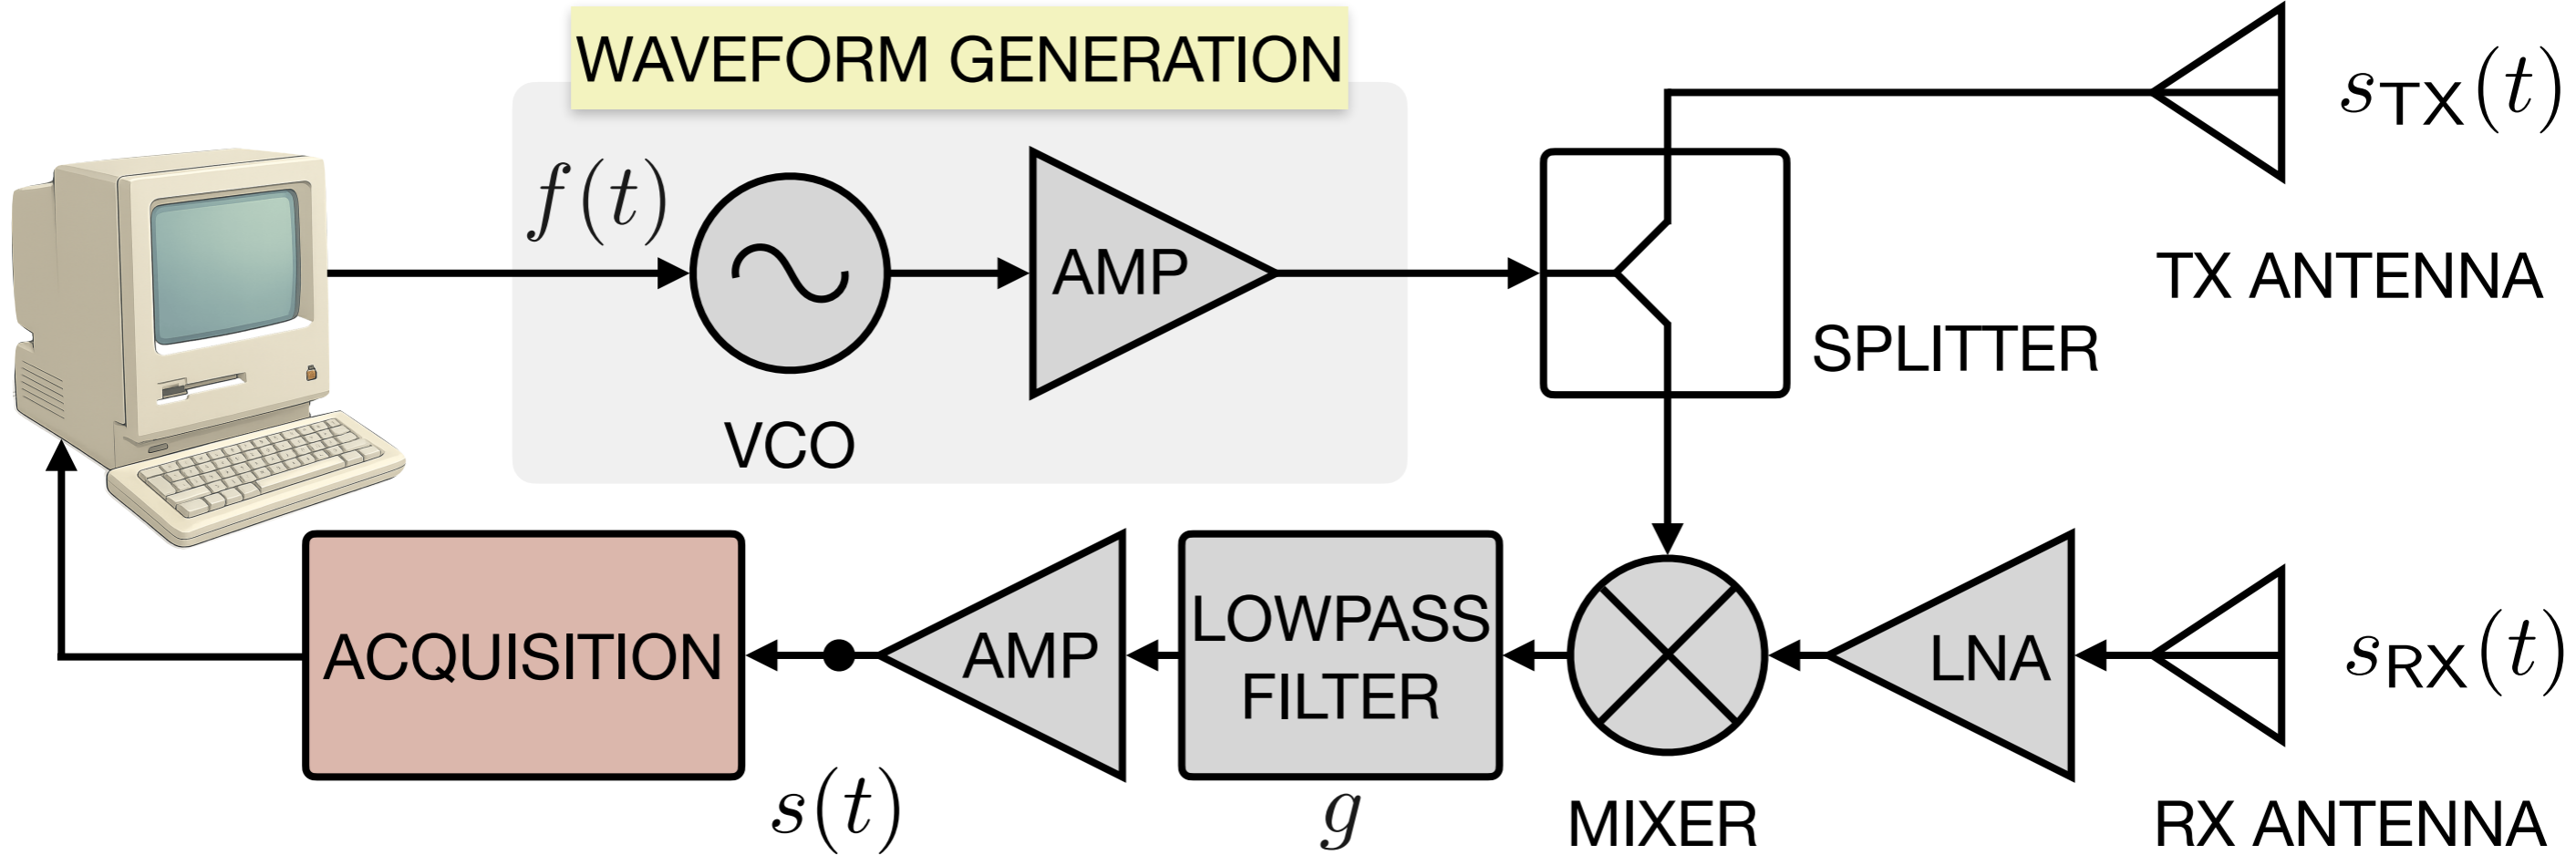 WAVEFORM GENERATION
s_TX(t)
f(t)
AMP
TX ANTENNA
SPLITTER
VCO
ACQUISITION
AMP
LOWPASS
FILTER
LNA
s_RX(t)
s(t)
g
MIXER
RX ANTENNA